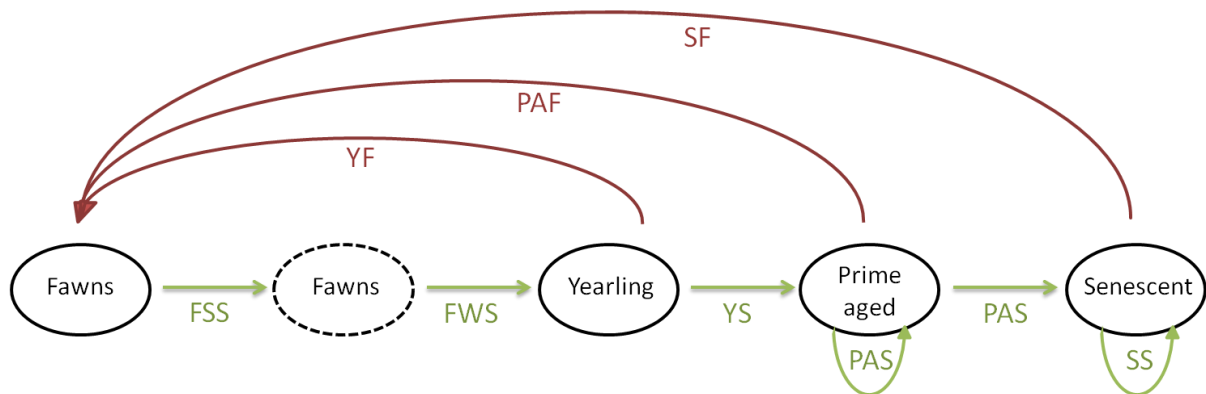 SF
PAF
YF
Fawns
FSS
Fawns
FWS
Yearling
YS
Prime
aged
PAS
PAS
Senescent
SS